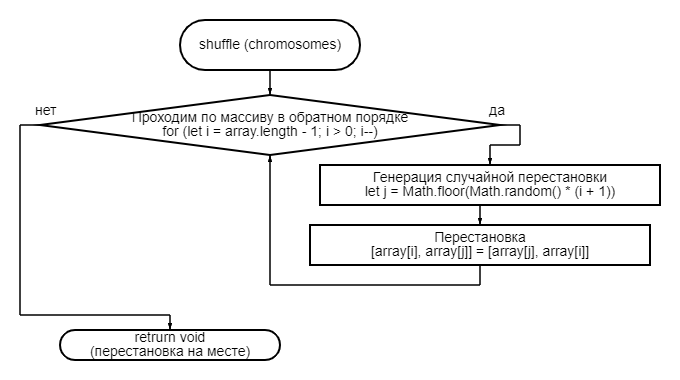 shuffle (chromosomes)
нет
да
Проходим по массиву в обратном порядке
for (let i = array.length - 1; i > 0; i--)
Генерация случайной перестановки
let j = Math.floor(Math.random() * (i + 1))
Перестановка
[array[i], array[j]] = [array[j], array[i]]
retrurn void
(перестановка на месте)